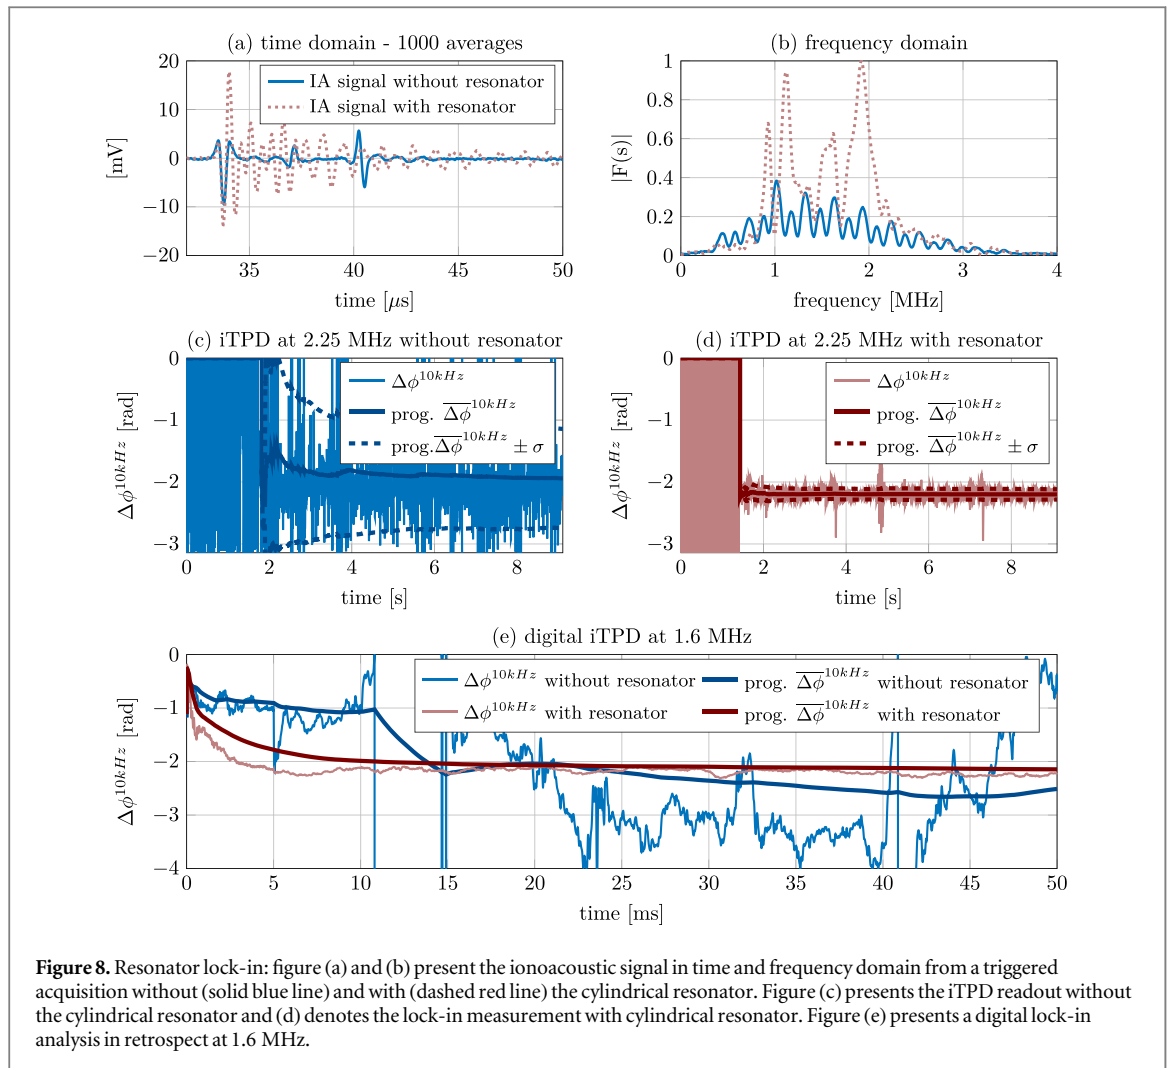 (a) time domain - 1000 averages
20
10
0
−10
−20
[mV]
IA signal without resonator
IA signal with resonator
35
40
45
50
time [μs]
(b) frequency domain
1
0.8
0.6
0.4
0.2
0
|F(s)|
0
1
2
3
4
frequency [MHz]
(c) iTPD at 2.25 MHz without resonator
0
−1
−2
−3
Δϕ^{10kHz} [rad]
Δϕ^{10kHz}
prog. \overline{Δϕ}^{10kHz}
prog.\overline{Δϕ}^{10kHz} ± σ
0
2
4
6
8
time [s]
(d) iTPD at 2.25 MHz with resonator
0
−1
−2
−3
Δϕ^{10kHz} [rad]
Δϕ^{10kHz}
prog. \overline{Δϕ}^{10kHz}
prog. \overline{Δϕ}^{10kHz} ± σ
0
2
4
6
8
time [s]
(e) digital iTPD at 1.6 MHz
0
−1
−2
−3
−4
Δϕ^{10kHz} [rad]
Δϕ^{10kHz} without resonator
prog. \overline{Δϕ}^{10kHz} without resonator
Δϕ^{10kHz} with resonator
prog. \overline{Δϕ}^{10kHz} with resonator
0
5
10
15
20
25
30
35
40
45
50
time [ms]
Figure 8. Resonator lock-in: figure (a) and (b) present the ionoacoustic signal in time and frequency domain from a triggered
acquisition without (solid blue line) and with (dashed red line) the cylindrical resonator. Figure (c) presents the iTPD readout without
the cylindrical resonator and (d) denotes the lock-in measurement with cylindrical resonator. Figure (e) presents a digital lock-in
analysis in retrospect at 1.6 MHz.